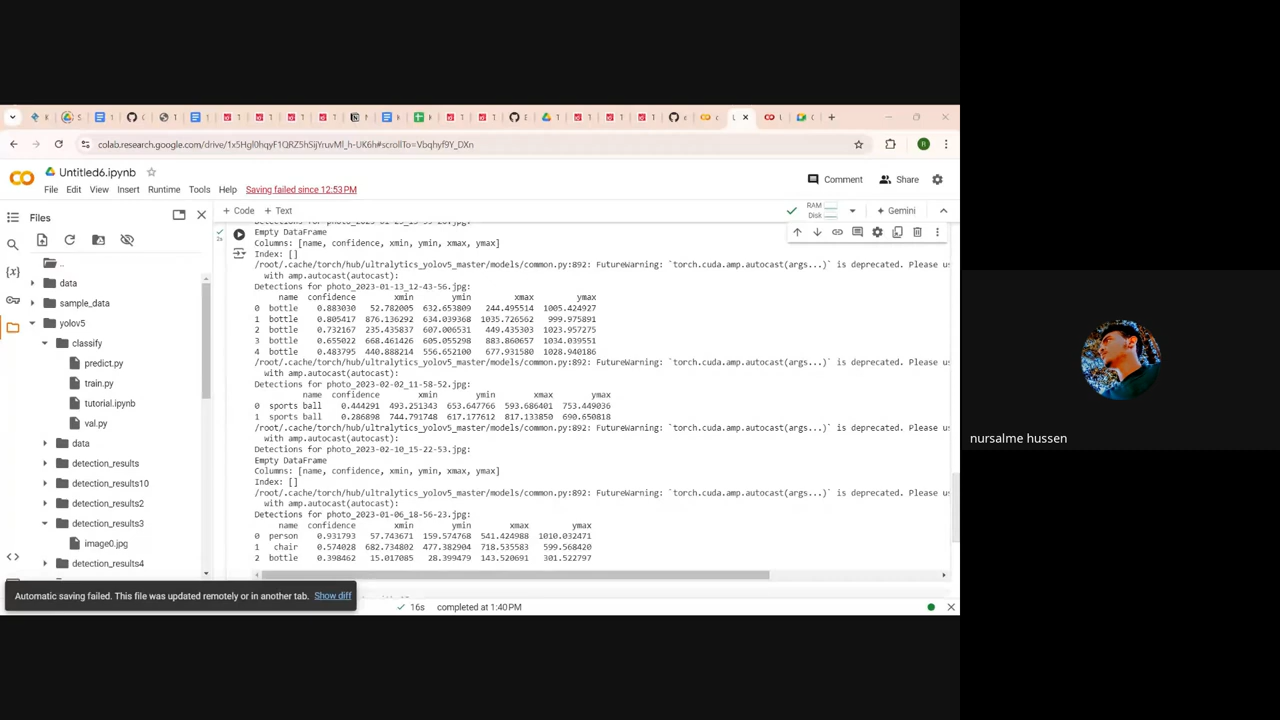 colab.research.google.com/drive/1x5Hgl0hqyF1QRZ5hSijYruvMl_h-UK6h#scrollTo=Vbqhyf9Y_DXn
R
Untitled6.ipynb
Comment
Share
File Edit View Insert Runtime Tools Help Saving failed since 12:53PM
Files
+ Code + Text
RAM
Disk
Gemini
..
data
sample_data
yolov5
classify
predict.py
train.py
tutorial.ipynb
val.py
data
detection_results
detection_results10
detection_results2
detection_results3
image0.jpg
detection_results4
2s
Empty DataFrame
Columns: [name, confidence, xmin, ymin, xmax, ymax]
Index: []
/root/.cache/torch/hub/ultralytics_yolov5_master/models/common.py:892: FutureWarning: `torch.cuda.amp.autocast(args...)` is deprecated. Please us
with amp.autocast(autocast):
Detections for photo_2023-01-13_12-43-56.jpg:
name confidence xmin ymin xmax ymax
0 bottle 0.883030 52.782005 632.653809 244.495514 1005.424927
1 bottle 0.805417 876.136292 634.039368 1035.726562 999.975891
2 bottle 0.732167 235.435837 607.006531 449.435303 1023.957275
3 bottle 0.655022 668.461426 605.055298 883.860657 1034.039551
4 bottle 0.483795 440.888214 556.652100 677.931580 1028.940186
/root/.cache/torch/hub/ultralytics_yolov5_master/models/common.py:892: FutureWarning: `torch.cuda.amp.autocast(args...)` is deprecated. Please us
with amp.autocast(autocast):
Detections for photo_2023-02-02_11-58-52.jpg:
name confidence xmin ymin xmax ymax
0 sports ball 0.444291 493.251343 653.647766 593.686401 753.449036
1 sports ball 0.286898 744.791748 617.177612 817.133850 690.650818
/root/.cache/torch/hub/ultralytics_yolov5_master/models/common.py:892: FutureWarning: `torch.cuda.amp.autocast(args...)` is deprecated. Please us
with amp.autocast(autocast):
Detections for photo_2023-02-10_15-22-53.jpg:
Empty DataFrame
Columns: [name, confidence, xmin, ymin, xmax, ymax]
Index: []
/root/.cache/torch/hub/ultralytics_yolov5_master/models/common.py:892: FutureWarning: `torch.cuda.amp.autocast(args...)` is deprecated. Please us
with amp.autocast(autocast):
Detections for photo_2023-01-06_18-56-23.jpg:
name confidence xmin ymin xmax ymax
0 person 0.931793 57.743671 159.574768 541.424988 1010.032471
1 chair 0.574028 682.734802 477.382904 718.535583 599.568420
2 bottle 0.398462 15.017085 28.399479 143.520691 301.522797
Automatic saving failed. This file was updated remotely or in another tab. Show diff
16s completed at 1:40PM
nursalme hussen